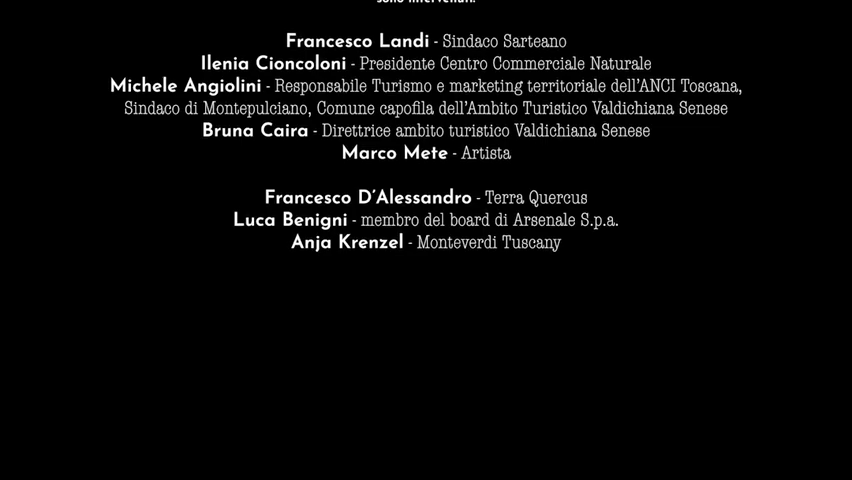 sono intervenuti:
Francesco Landi - Sindaco Sarteano
Ilenia Cioncoloni - Presidente Centro Commerciale Naturale
Michele Angiolini - Responsabile Turismo e marketing territoriale dell'ANCI Toscana,
Sindaco di Montepulciano, Comune capofila dell'Ambito Turistico Valdichiana Senese
Bruna Caira - Direttrice ambito turistico Valdichiana Senese
Marco Mete - Artista
Francesco D'Alessandro - Terra Quercus
Luca Benigni - membro del board di Arsenale S.p.a.
Anja Krenzel - Monteverdi Tuscany